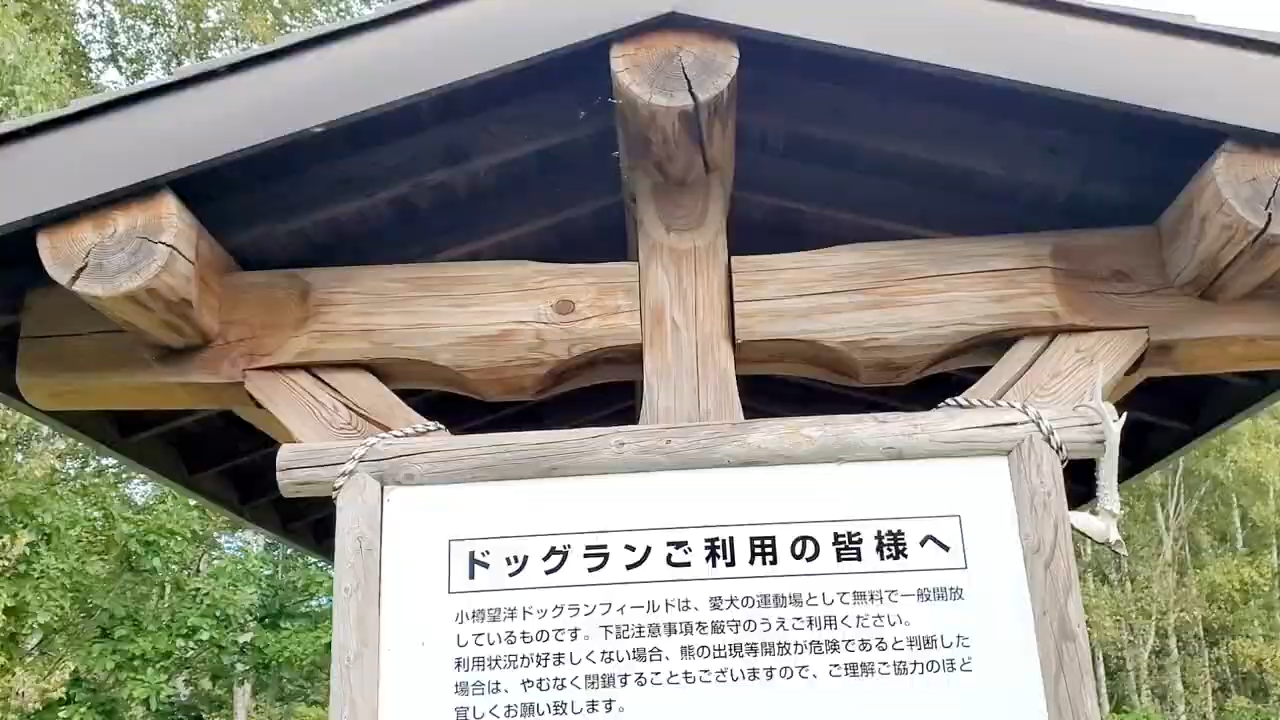 ドッグランご利用の皆様へ
小樽望洋ドッグランフィールドは、愛犬の運動場として無料で一般開放
しているものです。下記注意事項を厳守のうえご利用ください。
利用状況が好ましくない場合、熊の出現等開放が危険であると判断した
場合は、やむなく閉鎖することもございますので、ご理解ご協力のほど
宜しくお願い致します。